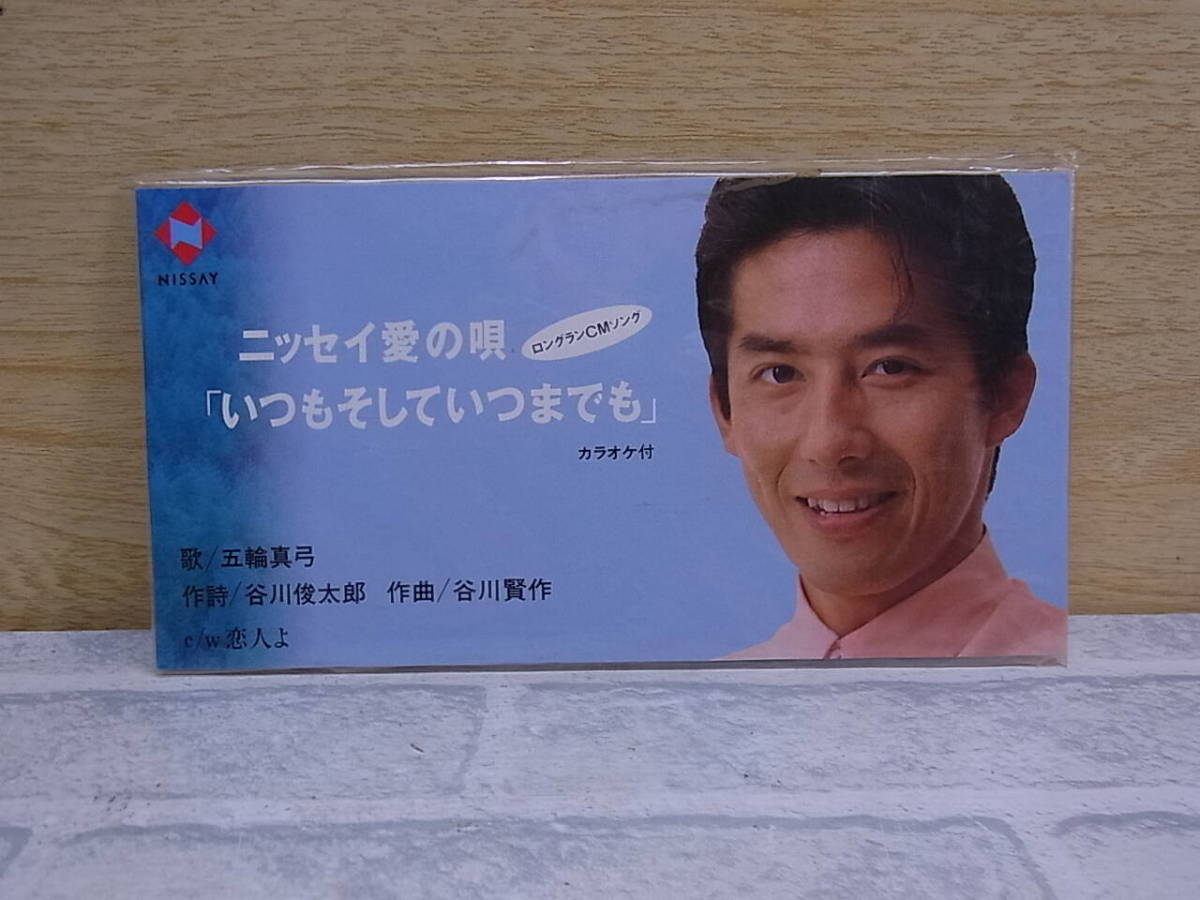 NISSAY
ニッセイ愛の唄
ロングランCMソング
「いつもそしていつまでも」
カラオケ付
歌/五輪真弓
作詩/谷川俊太郎 作曲/谷川賢作
c/w 恋人よ